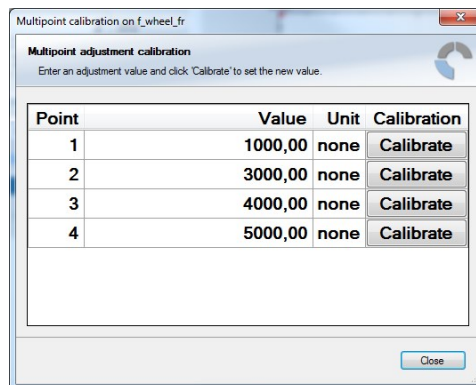 Multipoint calibration on f_wheel_fr
Multipoint adjustment calibration
Enter an adjustment value and click 'Calibrate' to set the new value.
Point Value Unit Calibration
1 1000,00 none Calibrate
2 3000,00 none Calibrate
3 4000,00 none Calibrate
4 5000,00 none Calibrate
Close